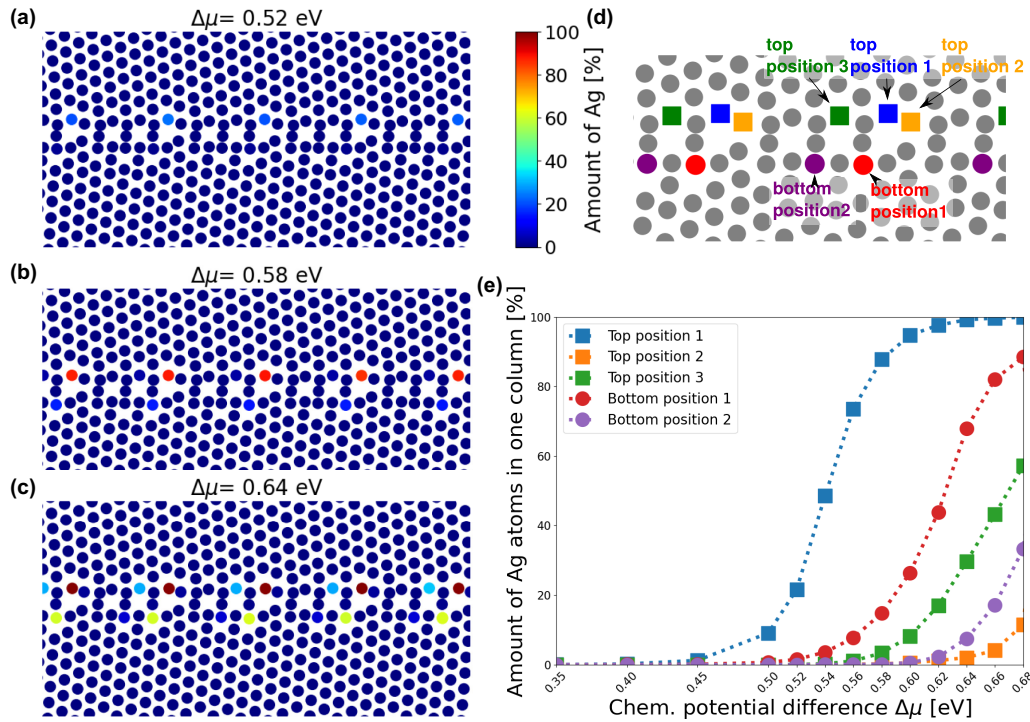 (a)
Δμ= 0.52 eV
100
80
60
40
20
0
Amount of Ag [%]
(d)
top
position 3
top
position 1
top
position 2
bottom
position2
bottom
position1
(b)
Δμ= 0.58 eV
(c)
Δμ= 0.64 eV
(e)
Amount of Ag atoms in one column [%]
100
80
60
40
20
0
Top position 1
Top position 2
Top position 3
Bottom position 1
Bottom position 2
0.35
0.40
0.45
0.50
0.52
0.54
0.56
0.58
0.60
0.62
0.64
0.66
0.68
Chem. potential difference Δμ [eV]